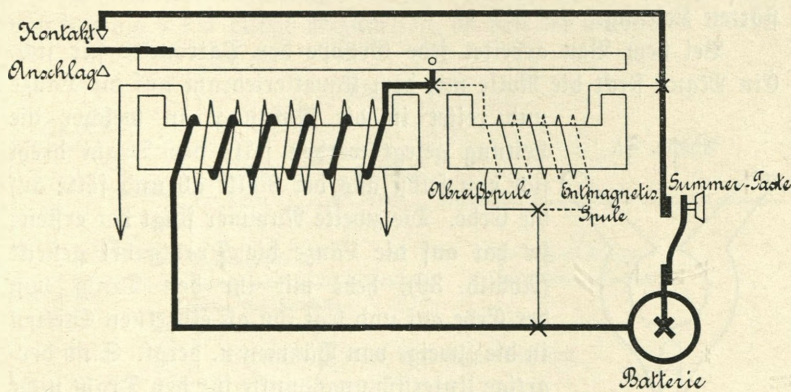 Kontakt
Anschlag
Abreißspule
Entmagnetis.
Spule
Summer-Taste
Batterie